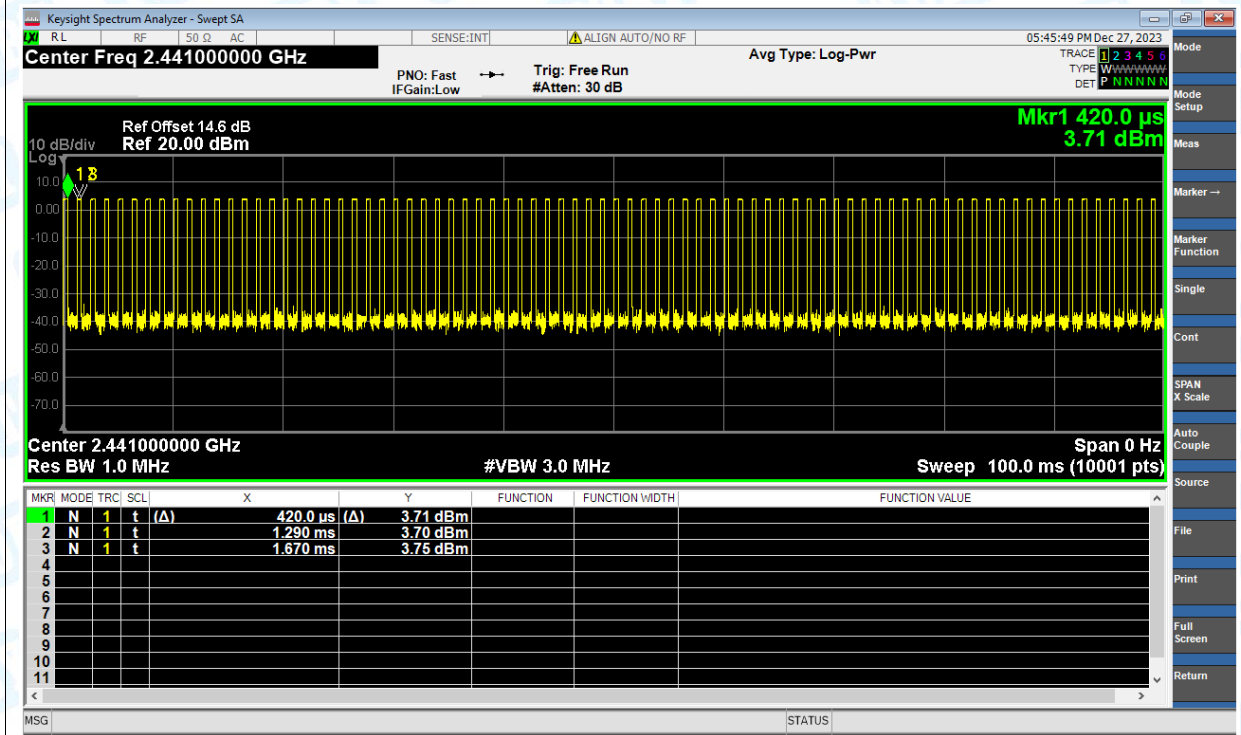 Keysight Spectrum Analyzer - Swept SA
LXI RL RF 50 Ω AC SENSE:INT ALIGN AUTO/NO RF 05:45:49 PM Dec 27, 2023
Center Freq 2.441000000 GHz
PNO: Fast
IFGain:Low
Trig: Free Run
#Atten: 30 dB
Avg Type: Log-Pwr
TRACE 1 2 3 4 5 6
TYPE WWWWWW
DET P N N N N N
Mkr1 420.0 µs
3.71 dBm
Ref Offset 14.6 dB
10 dB/div Ref 20.00 dBm
Log
1 2 3
10.0
0.00
-10.0
-20.0
-30.0
-40.0
-50.0
-60.0
-70.0
Center 2.441000000 GHz Span 0 Hz
Res BW 1.0 MHz #VBW 3.0 MHz Sweep 100.0 ms (10001 pts)
MKR MODE TRC SCL X Y FUNCTION FUNCTION WIDTH FUNCTION VALUE
1 N 1 t (Δ) 420.0 µs (Δ) 3.71 dBm
2 N 1 t 1.290 ms 3.70 dBm
3 N 1 t 1.670 ms 3.75 dBm
4
5
6
7
8
9
10
11
MSG STATUS
Mode
Mode
Setup
Meas
Marker →
Marker
Function
Single
Cont
SPAN
X Scale
Auto
Couple
Source
File
Print
Full
Screen
Return